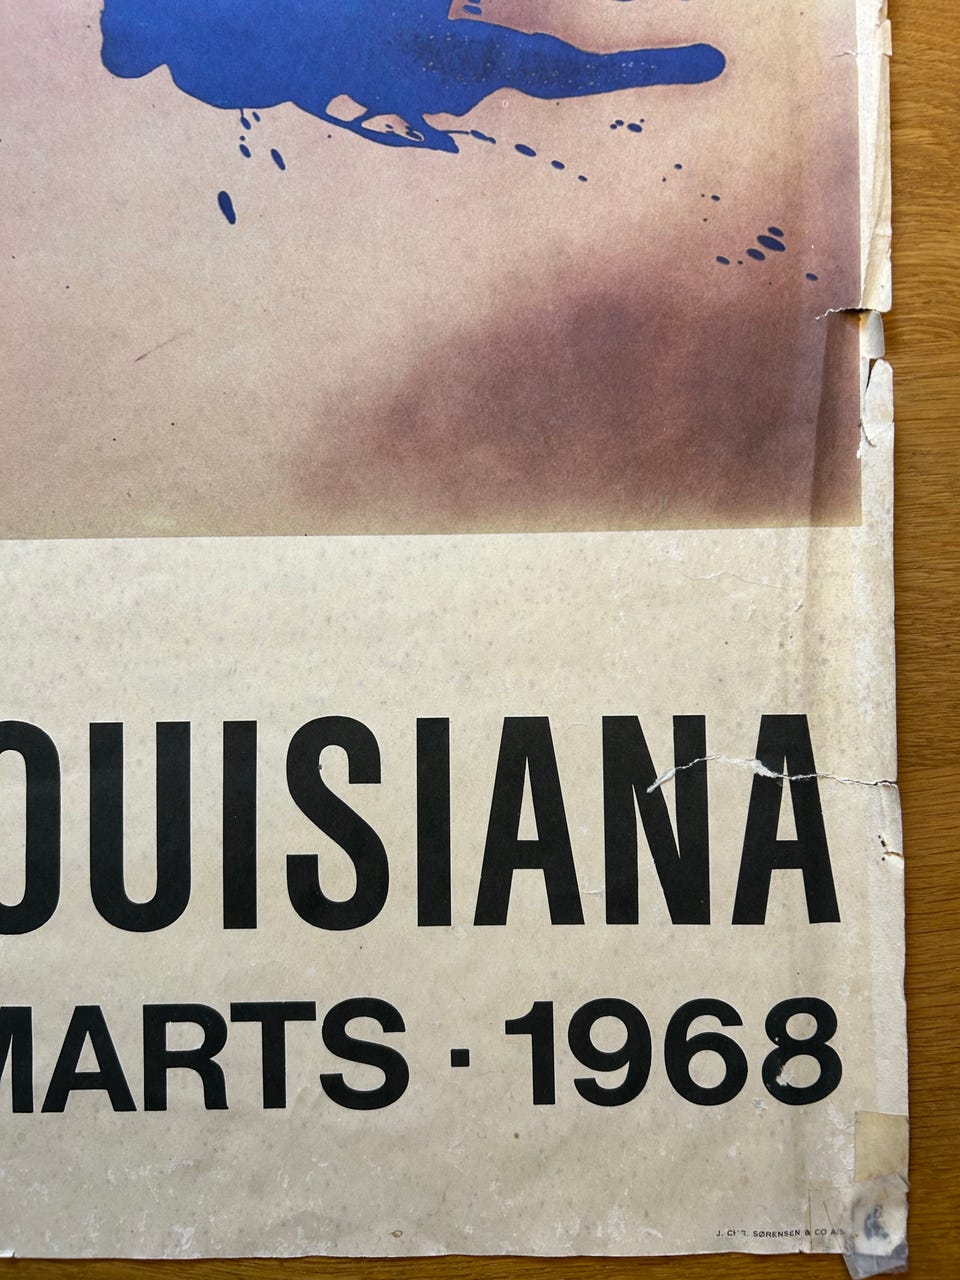 OUISIANA
MARTS · 1968
J. CHR. SØRENSEN & CO A/S